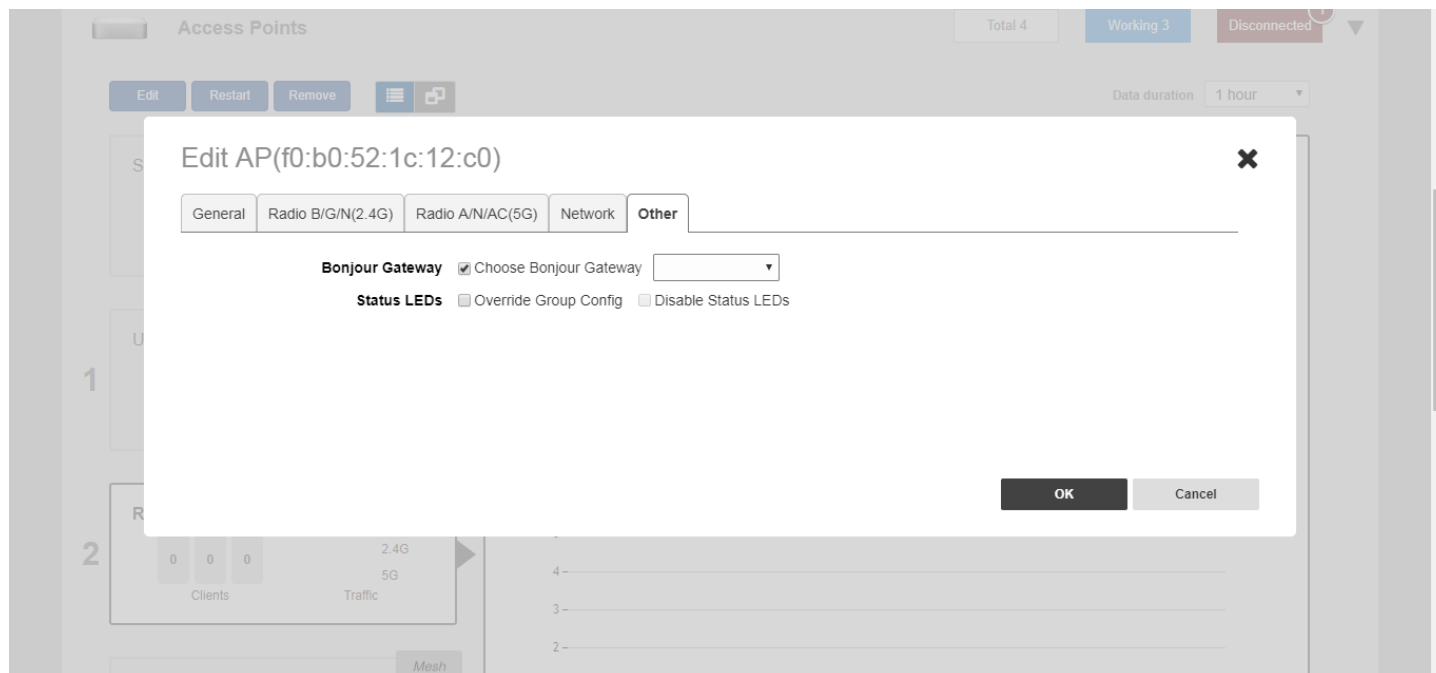 Access Points
Total 4
Working 3
Disconnected
Edit
Restart
Remove
Data duration
1 hour
S
Edit AP(f0:b0:52:1c:12:c0)
General
Radio B/G/N(2.4G)
Radio A/N/AC(5G)
Network
Other
Bonjour Gateway
Choose Bonjour Gateway
Status LEDs
Override Group Config
Disable Status LEDs
U
1
OK
Cancel
R
2
0 0 0
2.4G
5G
Clients
Traffic
4
3
2
Mesh